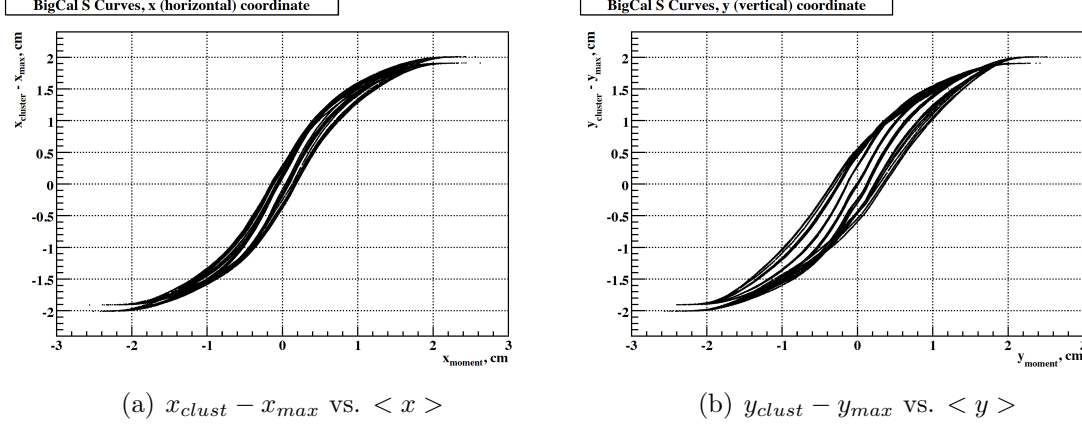 BigCal S Curves, x (horizontal) coordinate
x_cluster - x_max, cm
2
1.5
1
0.5
0
-0.5
-1
-1.5
-2
-3 -2 -1 0 1 2 3
x_moment, cm
(a) x_clust − x_max vs. < x >
BigCal S Curves, y (vertical) coordinate
y_cluster - y_max, cm
2
1.5
1
0.5
0
-0.5
-1
-1.5
-2
-3 -2 -1 0 1 2 3
y_moment, cm
(b) y_clust − y_max vs. < y >